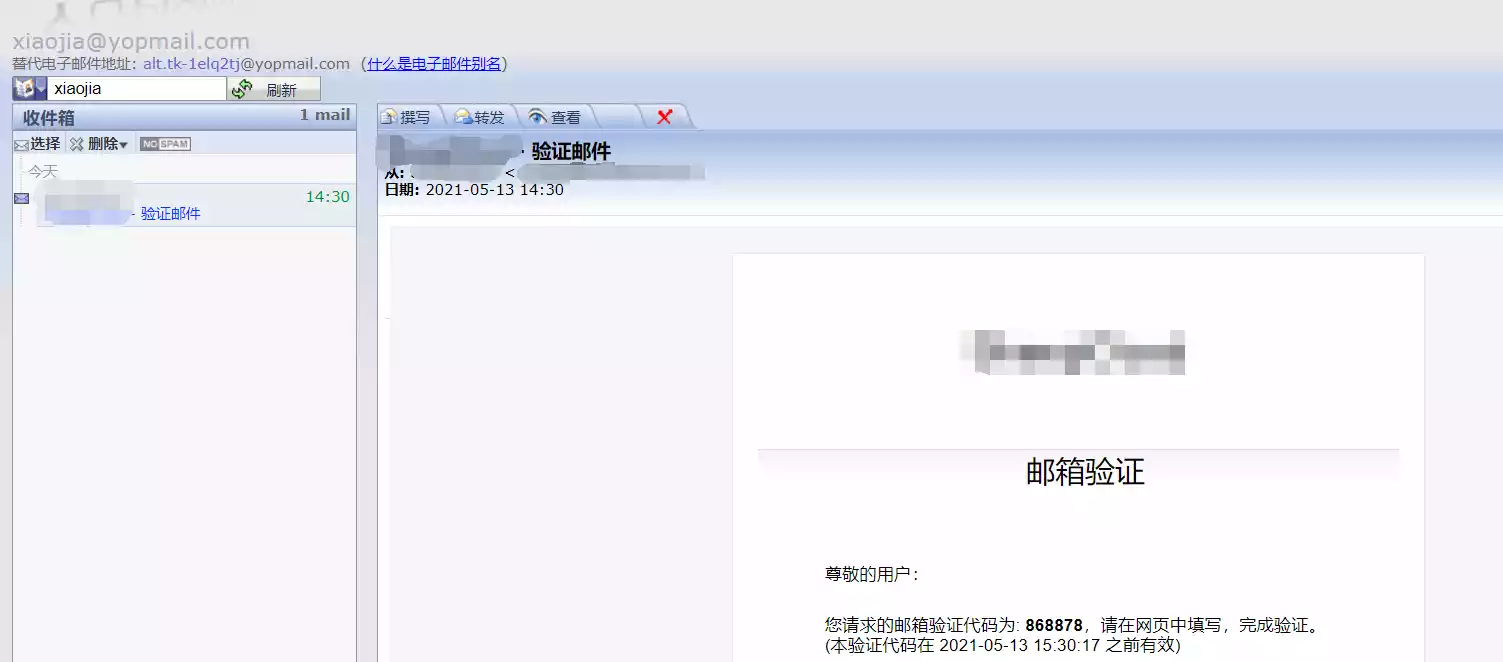 xiaojia@yopmail.com
替代电子邮件地址: alt.tk-1elq2tj@yopmail.com (什么是电子邮件别名)
xiaojia 刷新
收件箱 1 mail
选择 删除 NO SPAM
今天
14:30
- 验证邮件
撰写 转发 查看
- 验证邮件
从: <
日期: 2021-05-13 14:30
邮箱验证
尊敬的用户：
您请求的邮箱验证代码为: 868878，请在网页中填写，完成验证。
(本验证代码在 2021-05-13 15:30:17 之前有效)